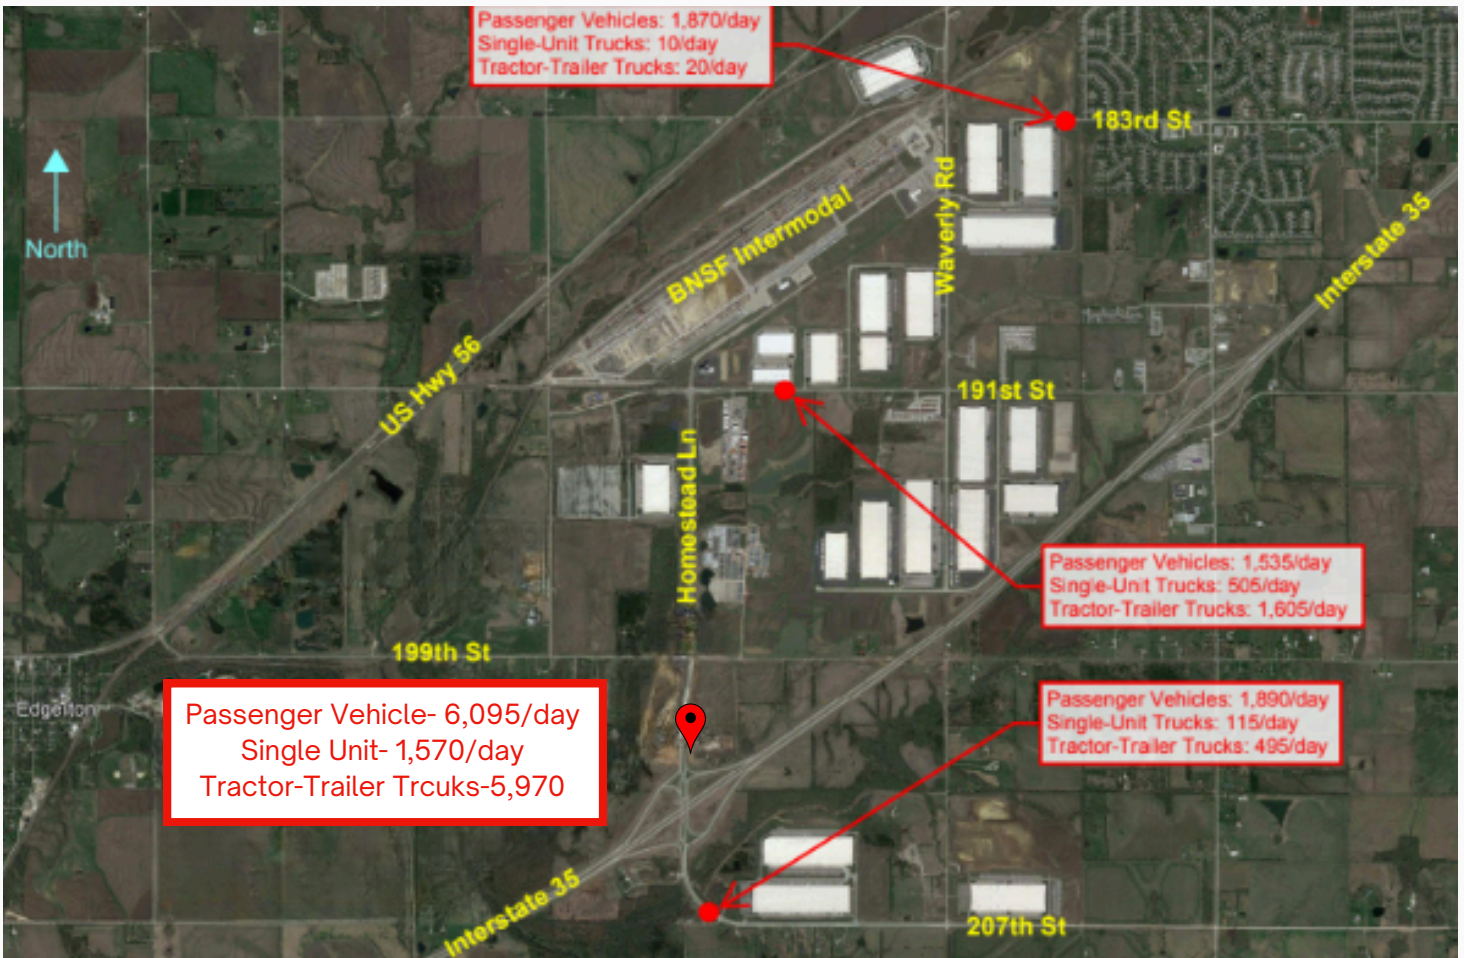 Passenger Vehicles: 1,870/day
Single-Unit Trucks: 10/day
Tractor-Trailer Trucks: 20/day
183rd St
North
BNSF Intermodal
Waverly Rd
Interstate 35
US Hwy 56
191st St
Homestead Ln
Passenger Vehicles: 1,535/day
Single-Unit Trucks: 505/day
Tractor-Trailer Trucks: 1,605/day
199th St
Edgerton
Passenger Vehicle- 6,095/day
Single Unit- 1,570/day
Tractor-Trailer Trcuks-5,970
Passenger Vehicles: 1,890/day
Single-Unit Trucks: 115/day
Tractor-Trailer Trucks: 495/day
Interstate 35
207th St